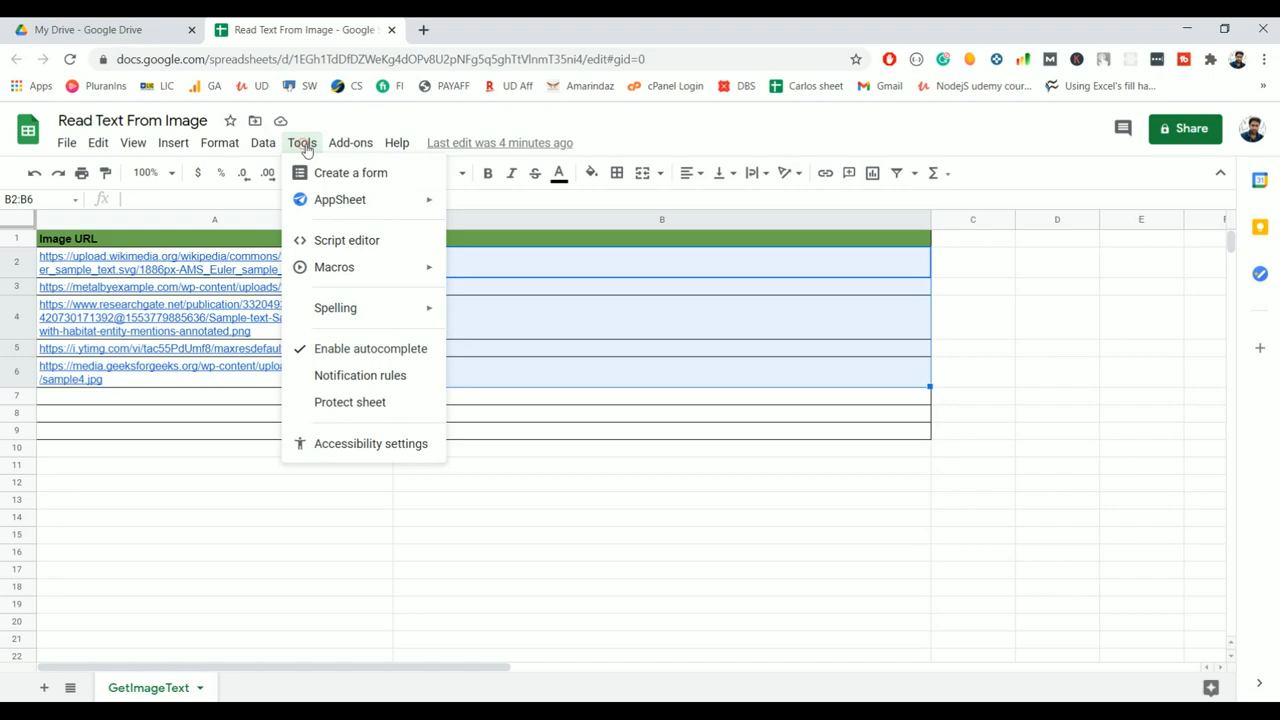 My Drive - Google Drive
Read Text From Image - Google
docs.google.com/spreadsheets/d/1EGh1TdDfDZWeKg4dOPv8U2pNFg5q5ghTtVlnmT35ni4/edit#gid=0
Apps PluranIns LIC GA UD SW CS FI PAYAFF UD Aff Amarindaz cPanel Login DBS Carlos sheet Gmail NodejS udemy cour... Using Excel's fill ha... »
Read Text From Image
File Edit View Insert Format Data Tools Add-ons Help Last edit was 4 minutes ago
Share
100% $ % .0 .00
B2:B6 fx
Create a form
AppSheet
Script editor
Macros
Spelling
Enable autocomplete
Notification rules
Protect sheet
Accessibility settings
A B C D E
1 Image URL
2 https://upload.wikimedia.org/wikipedia/commons/
er_sample_text.svg/1886px-AMS_Euler_sample_
3 https://metalbyexample.com/wp-content/uploads/
4 https://www.researchgate.net/publication/3320493
420730171392@1553779885636/Sample-text-Sa
with-habitat-entity-mentions-annotated.png
5 https://i.ytimg.com/vi/tac55PdUmf8/maxresdefaul
6 https://media.geeksforgeeks.org/wp-content/uploa
/sample4.jpg
7
8
9
10
11
12
13
14
15
16
17
18
19
20
21
22
GetImageText